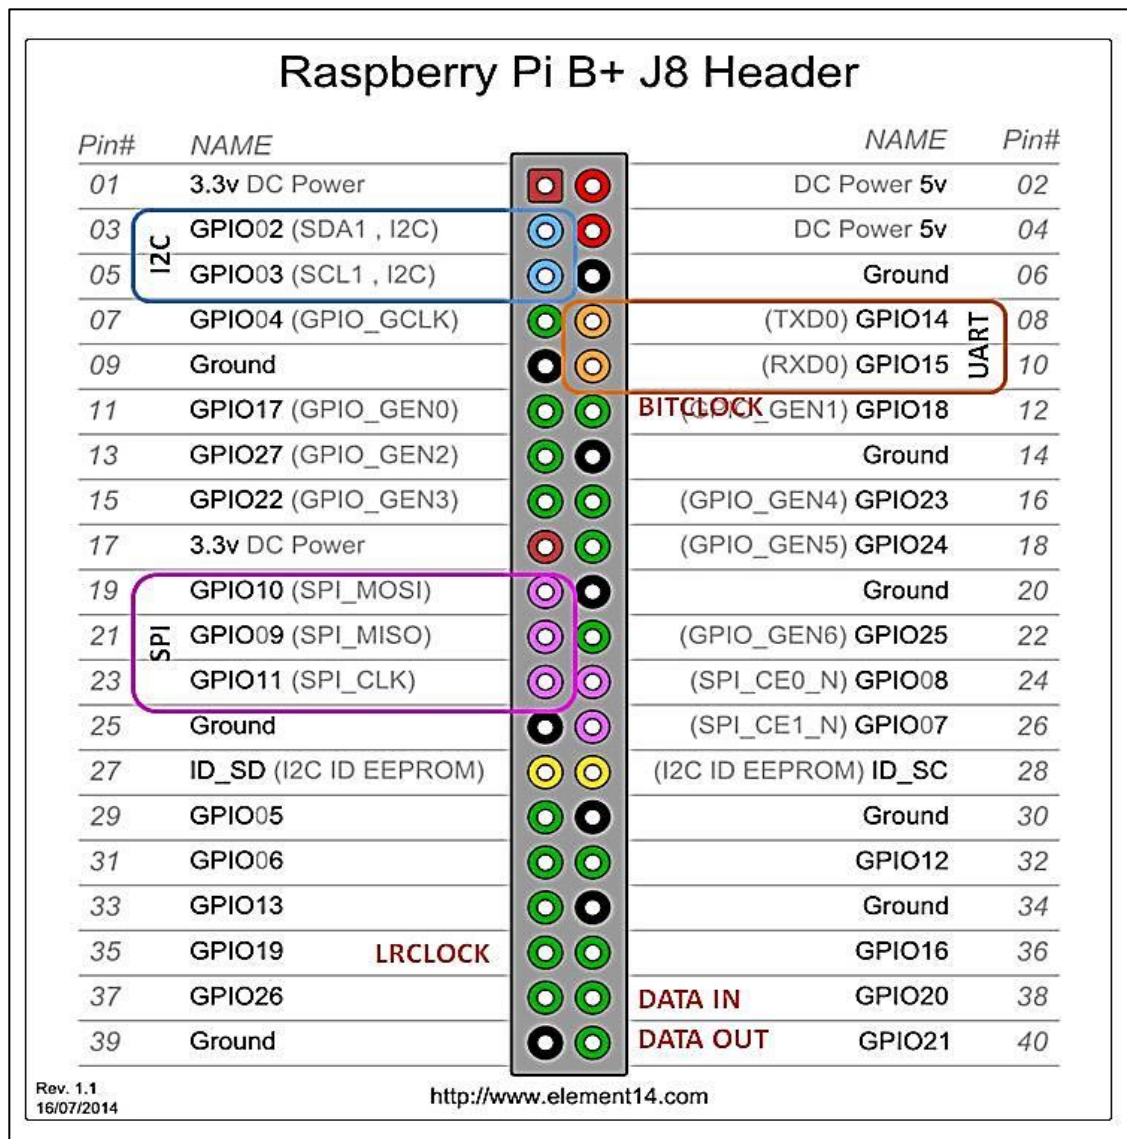 Raspberry Pi B+ J8 Header
Pin# NAME NAME Pin#
01 3.3v DC Power DC Power 5v 02
03 GPIO02 (SDA1 , I2C) DC Power 5v 04
I2C
05 GPIO03 (SCL1 , I2C) Ground 06
07 GPIO04 (GPIO_GCLK) (TXD0) GPIO14 08
UART
09 Ground (RXD0) GPIO15 10
11 GPIO17 (GPIO_GEN0) BITCLOCK (GPIO_GEN1) GPIO18 12
13 GPIO27 (GPIO_GEN2) Ground 14
15 GPIO22 (GPIO_GEN3) (GPIO_GEN4) GPIO23 16
17 3.3v DC Power (GPIO_GEN5) GPIO24 18
19 GPIO10 (SPI_MOSI) Ground 20
SPI
21 GPIO09 (SPI_MISO) (GPIO_GEN6) GPIO25 22
23 GPIO11 (SPI_CLK) (SPI_CE0_N) GPIO08 24
25 Ground (SPI_CE1_N) GPIO07 26
27 ID_SD (I2C ID EEPROM) (I2C ID EEPROM) ID_SC 28
29 GPIO05 Ground 30
31 GPIO06 GPIO12 32
33 GPIO13 Ground 34
35 GPIO19 LRCLOCK GPIO16 36
37 GPIO26 DATA IN GPIO20 38
39 Ground DATA OUT GPIO21 40
Rev. 1.1
16/07/2014
http://www.element14.com